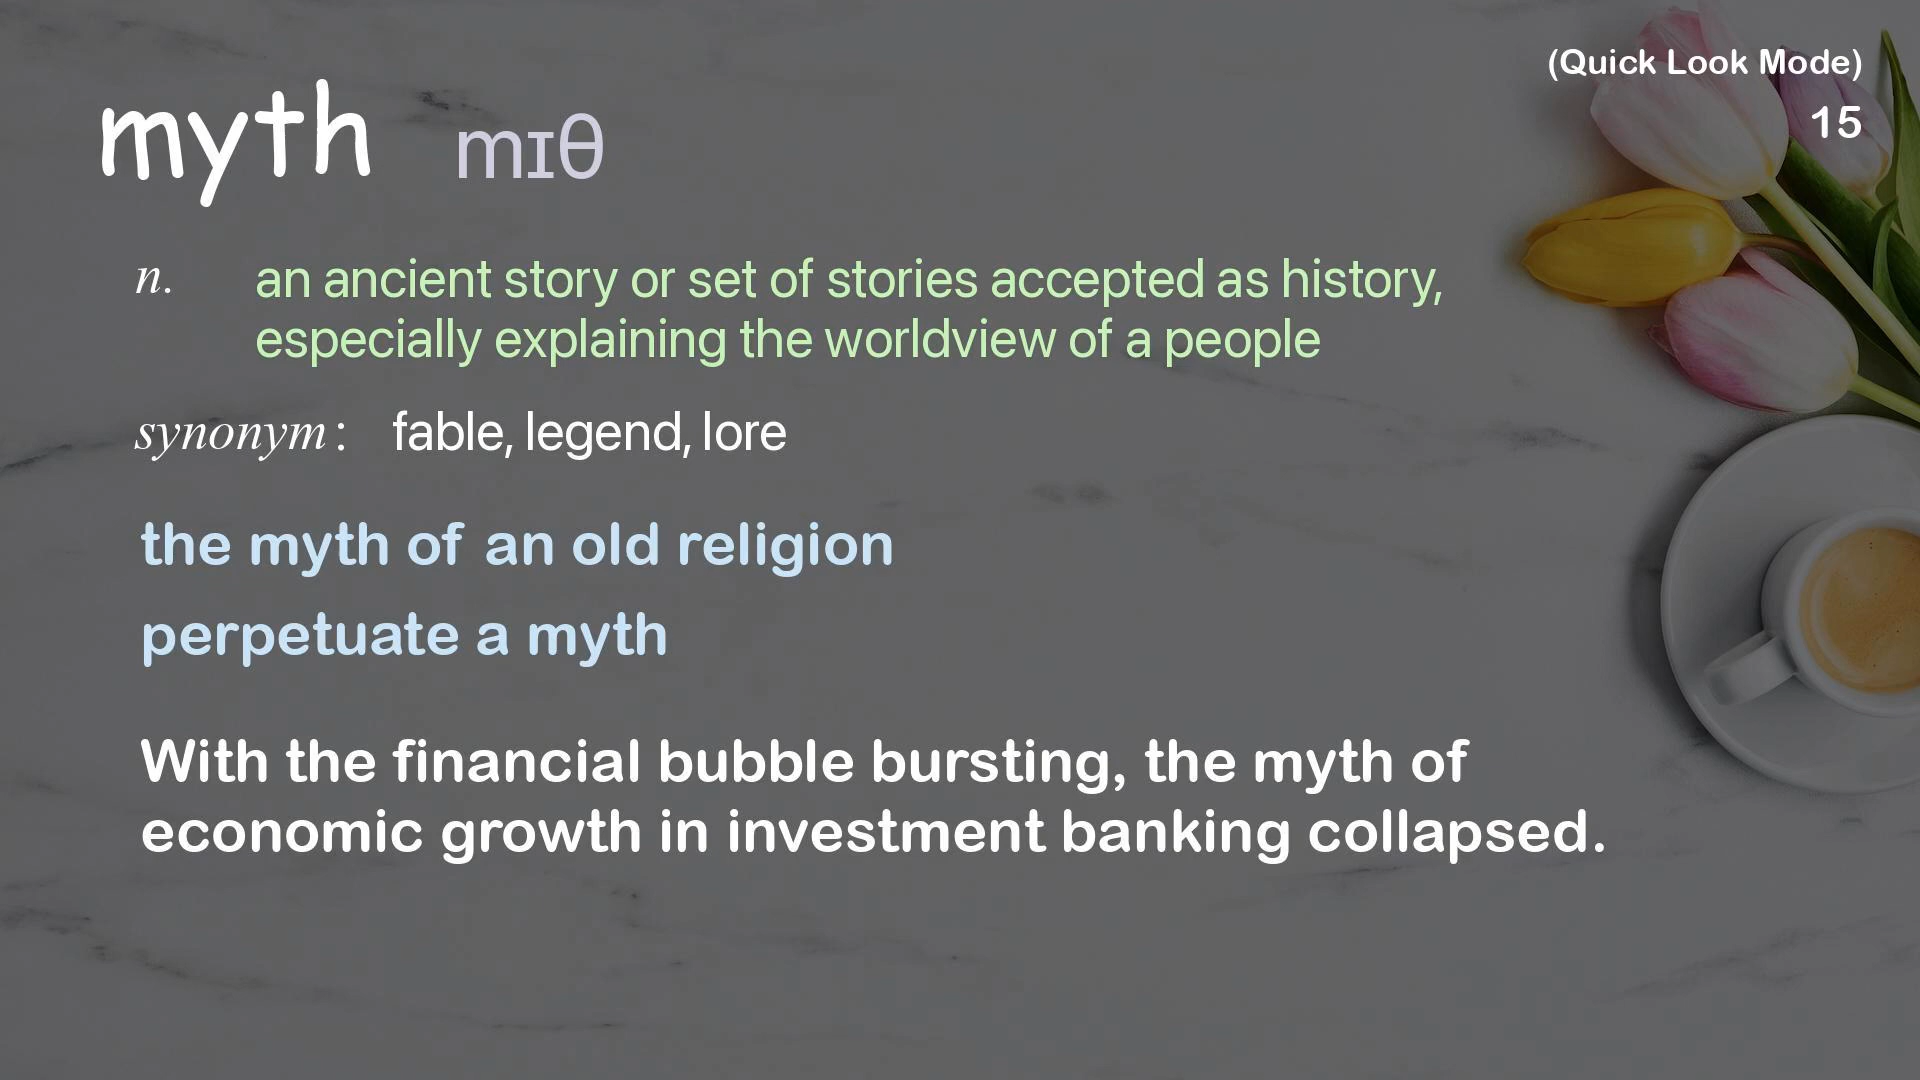 (Quick Look Mode)
15
myth mɪθ
n. an ancient story or set of stories accepted as history,
especially explaining the worldview of a people
synonym: fable, legend, lore
the myth of an old religion
perpetuate a myth
With the financial bubble bursting, the myth of
economic growth in investment banking collapsed.